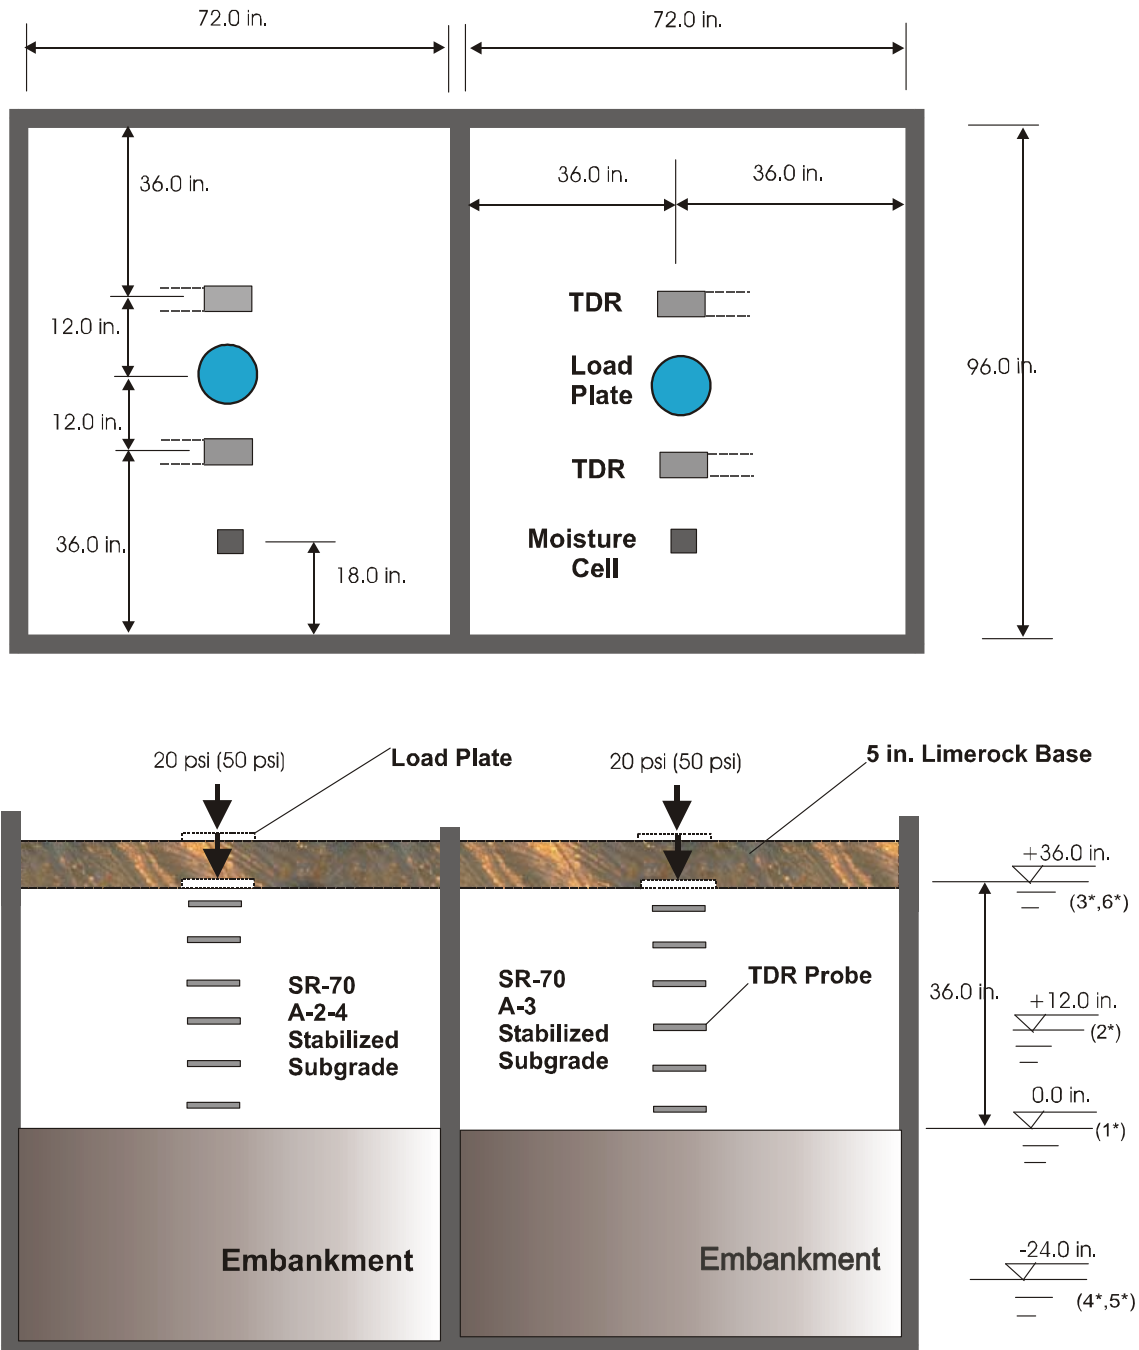 72.0 in.
72.0 in.
36.0 in.
36.0 in.
36.0 in.
12.0 in.
TDR
Load
Plate
96.0 in.
12.0 in.
TDR
36.0 in.
18.0 in.
Moisture
Cell
20 psi (50 psi)
Load Plate
20 psi (50 psi)
5 in. Limerock Base
+36.0 in.
(3*,6*)
SR-70
A-2-4
Stabilized
Subgrade
SR-70
A-3
Stabilized
Subgrade
TDR Probe
36.0 in.
+12.0 in.
(2*)
0.0 in.
(1*)
Embankment
Embankment
-24.0 in.
(4*,5*)